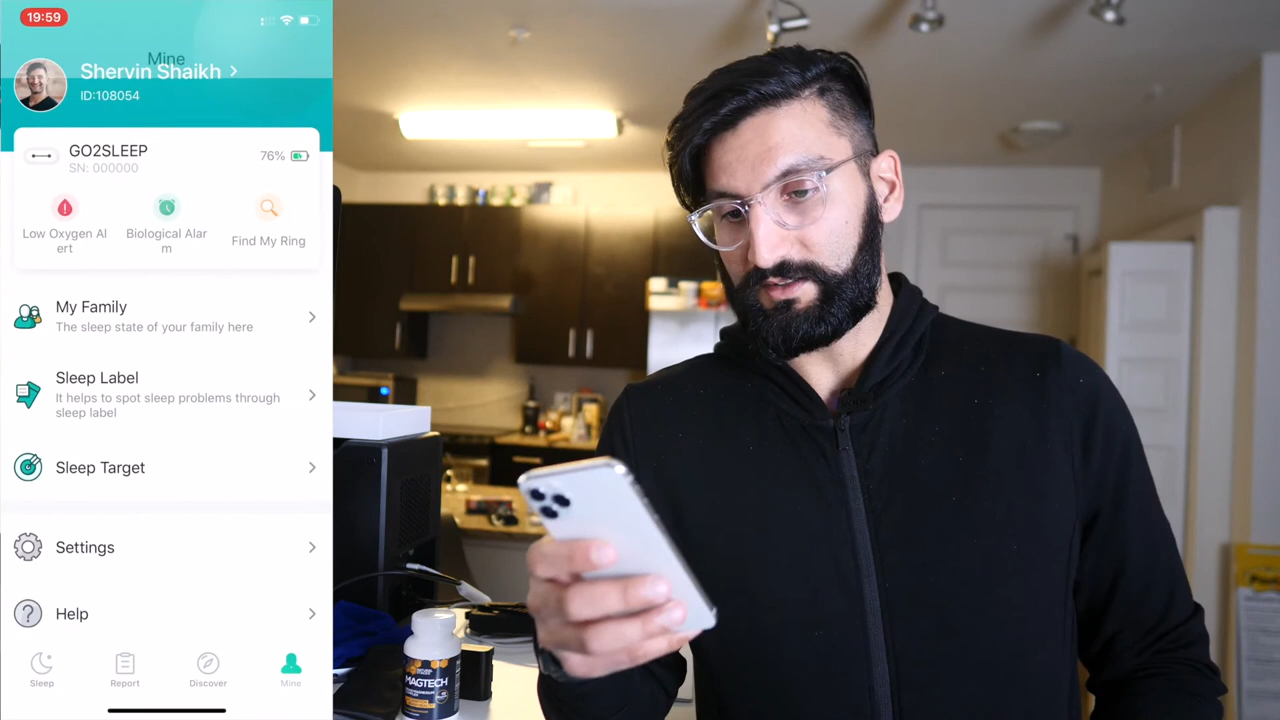 19:59
Mine
Shervin Shaikh
ID:108054
GO2SLEEP
SN: 000000
76%
Low Oxygen Al
ert
Biological Alar
m
Find My Ring
My Family
The sleep state of your family here
Sleep Label
It helps to spot sleep problems through
sleep label
Sleep Target
Settings
Help
Sleep
Report
Discover
Mine
MAGTECH